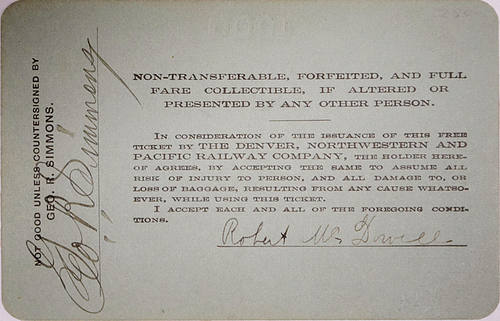 NOT GOOD UNLESS COUNTERSIGNED BY
GEO. R. SIMMONS.
Geo R Simmons
NON-TRANSFERABLE, FORFEITED, AND FULL
FARE COLLECTIBLE, IF ALTERED OR
PRESENTED BY ANY OTHER PERSON.
IN CONSIDERATION OF THE ISSUANCE OF THIS FREE
TICKET BY THE DENVER, NORTHWESTERN AND
PACIFIC RAILWAY COMPANY, THE HOLDER HERE-
OF AGREES, BY ACCEPTING THE SAME TO ASSUME ALL
RISK OF INJURY TO PERSON, AND ALL DAMAGE TO, OR
LOSS OF BAGGAGE, RESULTING FROM ANY CAUSE WHATSO-
EVER, WHILE USING THIS TICKET.
I ACCEPT EACH AND ALL OF THE FOREGOING CONDI-
TIONS.
Robert Mc Dowell